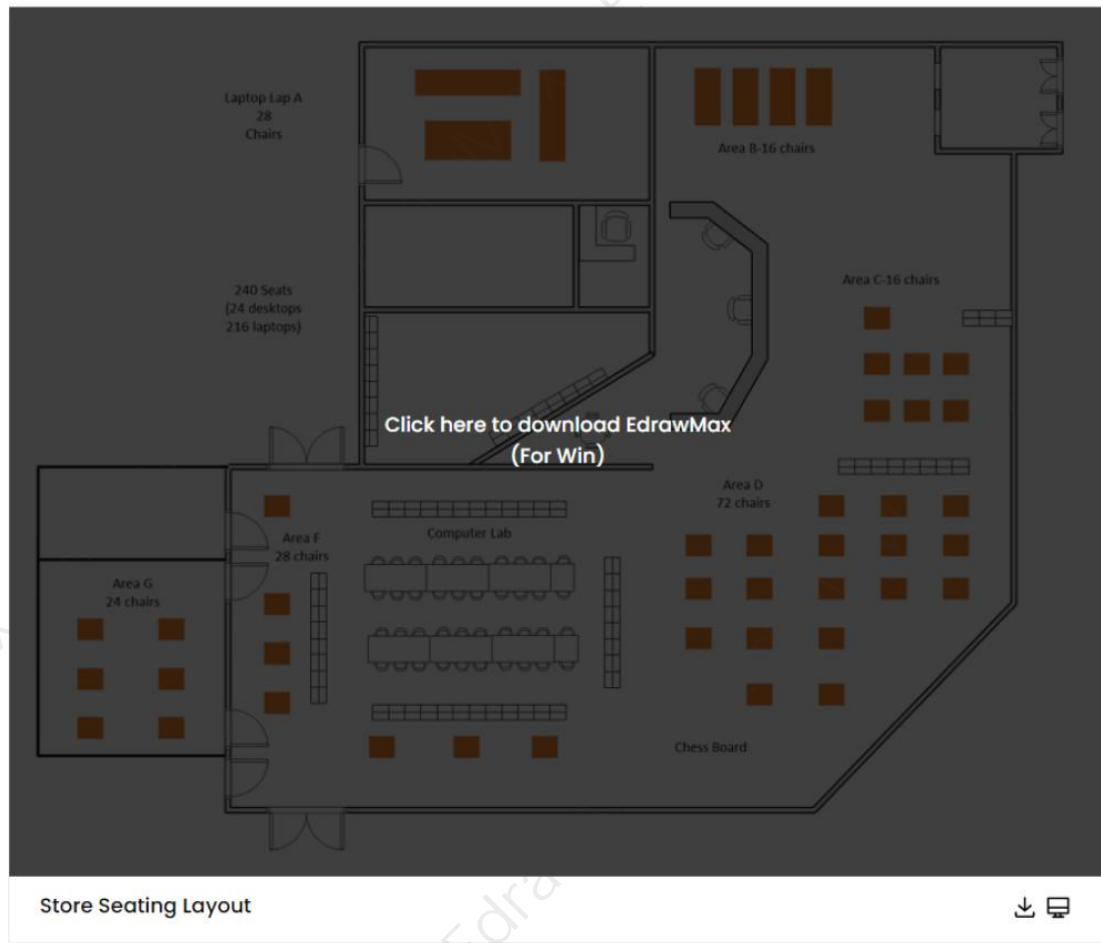 Laptop Lap A
28
Chairs
Area B-16 chairs
Area C-16 chairs
240 Seats
(24 desktops
216 laptops)
Click here to download EdrawMax
(For Win)
Area D
72 chairs
Area F
28 chairs
Computer Lab
Area G
24 chairs
Chess Board
Store Seating Layout
Edra